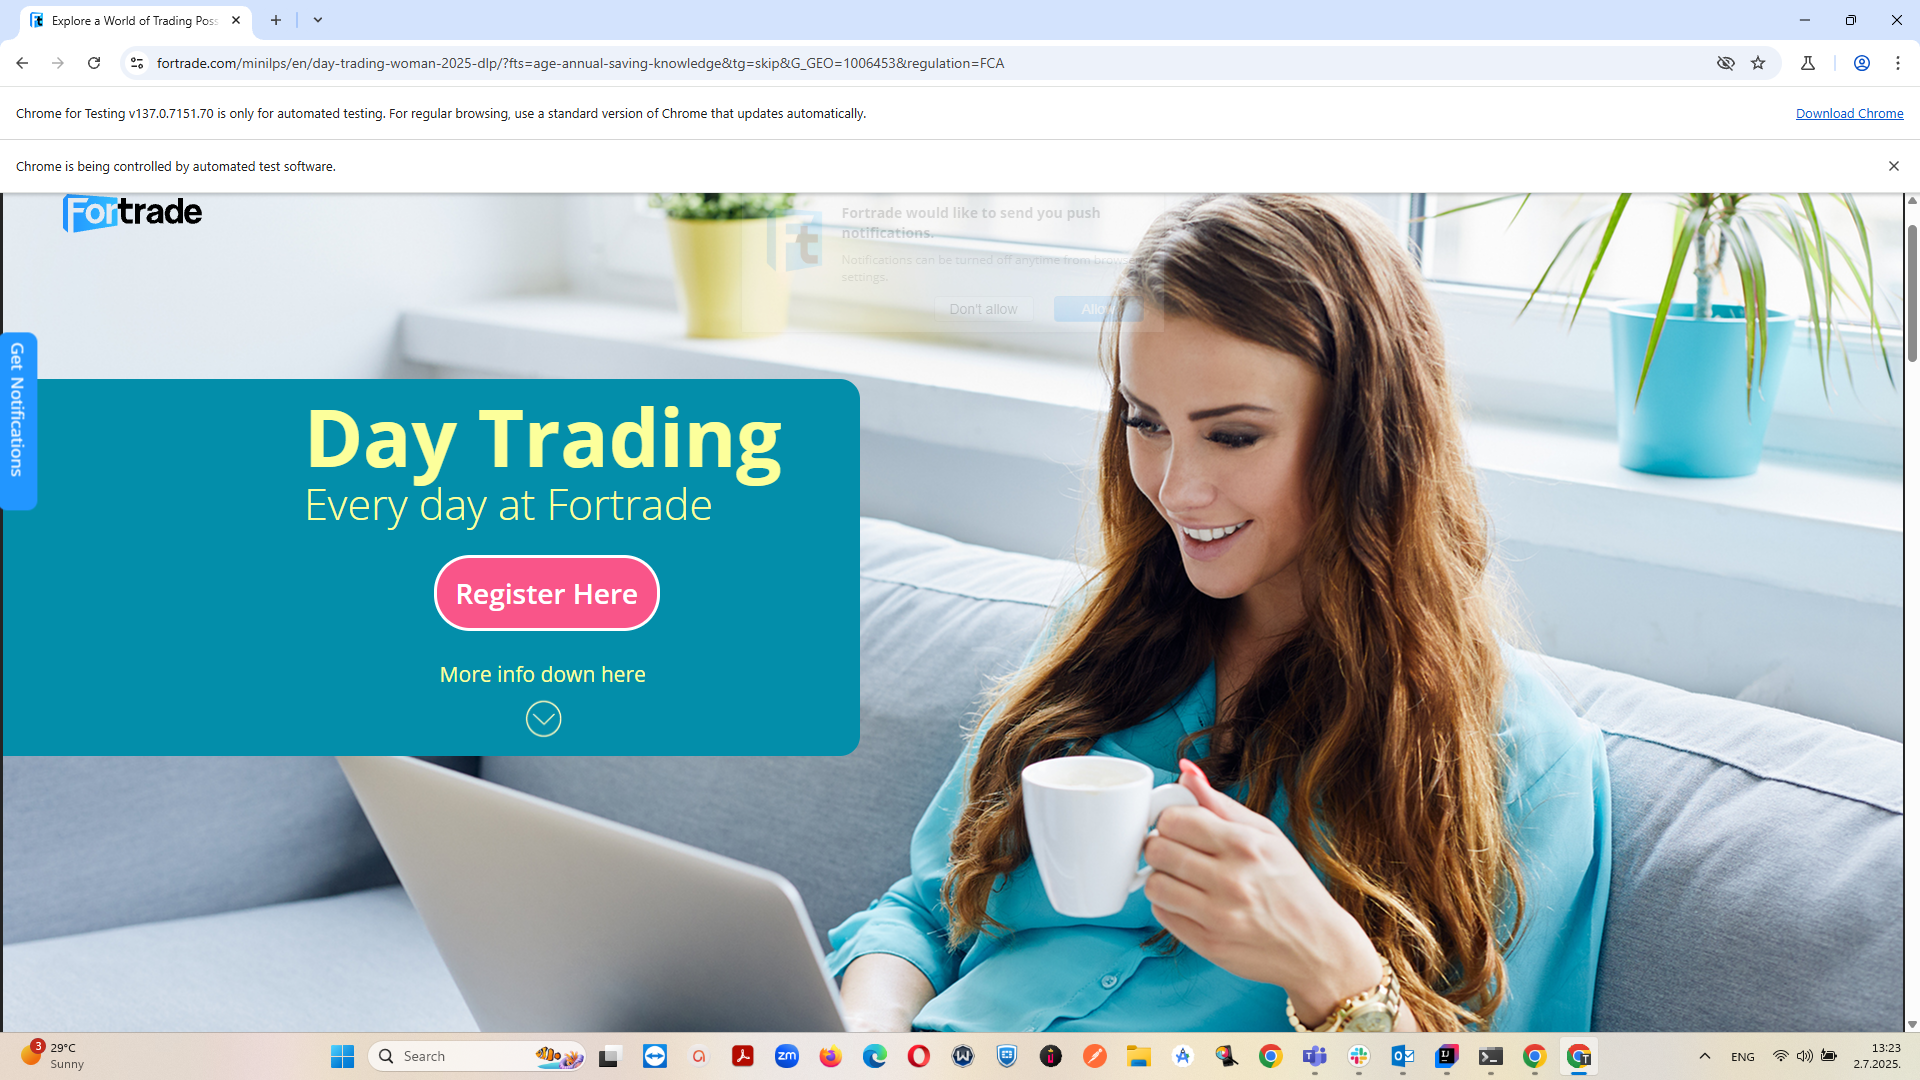 Explore a World of Trading Poss
fortrade.com/minilps/en/day-trading-woman-2025-dlp/?fts=age-annual-saving-knowledge&tg=skip&G_GEO=1006453&regulation=FCA
Chrome for Testing v137.0.7151.70 is only for automated testing. For regular browsing, use a standard version of Chrome that updates automatically.
Download Chrome
Chrome is being controlled by automated test software.
Fortrade
Fortrade would like to send you push
notifications.
Notifications can be turned off anytime from browser
settings.
Don't allow
Allow
Get Notifications
Day Trading
Every day at Fortrade
Register Here
More info down here
3
29°C
Sunny
Search
zm
ENG
13:23
2.7.2025.